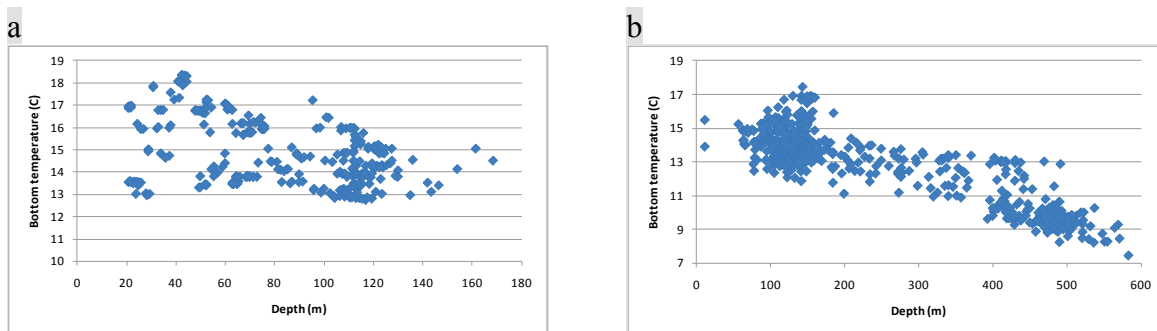 a
19
18
17
16
15
14
13
12
11
10
Bottom temperature (C)
0 20 40 60 80 100 120 140 160 180
Depth (m)
b
19
17
15
13
11
9
7
Bottom temperature (C)
0 100 200 300 400 500 600
Depth (m)